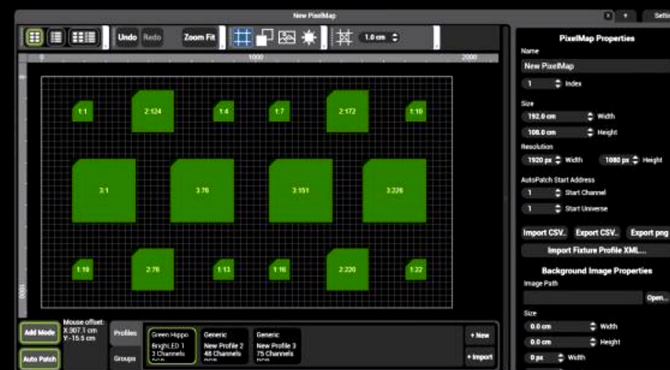 New PixelMap
x
+
Setti
Undo
Redo
Zoom Fit
1.0 cm
PixelMap Properties
Name
New PixelMap
1
Index
Size
192.0 cm
Width
108.0 cm
Height
Resolution
1920 px
Width
1080 px
Height
AutoPatch Start Address
1
Start Channel
1
Start Universe
Import CSV..
Export CSV..
Export png
Import Fixture Profile XML...
Background Image Properties
Image Path
Open...
Size
0.0 cm
Width
0.0 cm
Height
0 px
Width
0
1000
2000
1:1
2:124
1:4
1:7
2:172
1:10
3:1
3:76
3:151
3:226
1:19
2:76
1:13
1:16
2:220
1:22
1000
Add Mode
Auto Patch
Mouse offset:
X:307.1 cm
Y:-15.5 cm
Profiles
Groups
Green Hippo
BrighLED 1
3 Channels
Generic
New Profile 2
48 Channels
Generic
New Profile 3
75 Channels
+ New
+ Import